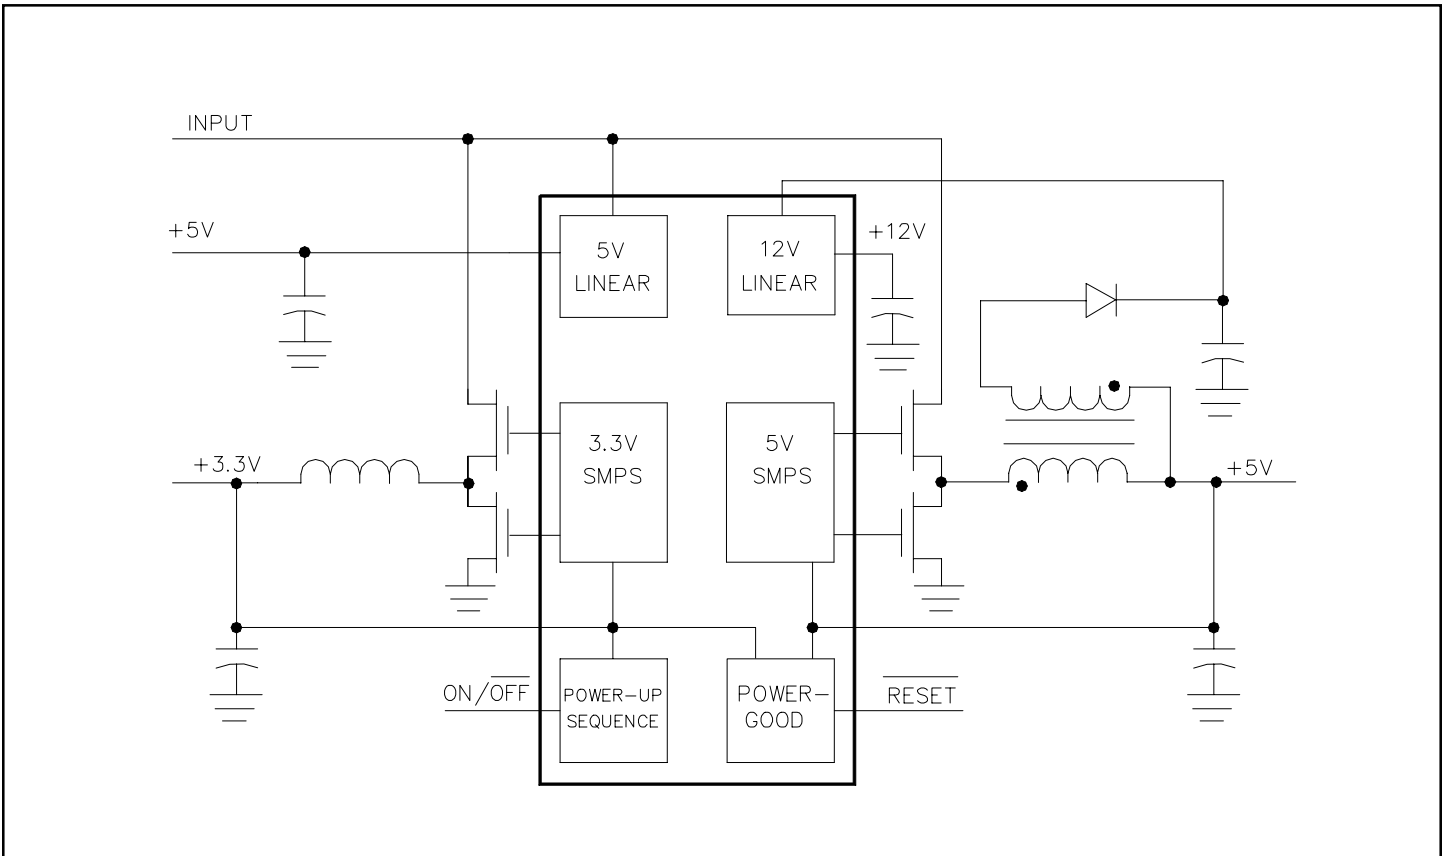 INPUT
+5V
5V
LINEAR
12V
LINEAR
+12V
+3.3V
3.3V
SMPS
5V
SMPS
+5V
ON/OFF
POWER-UP
SEQUENCE
POWER-
GOOD
RESET